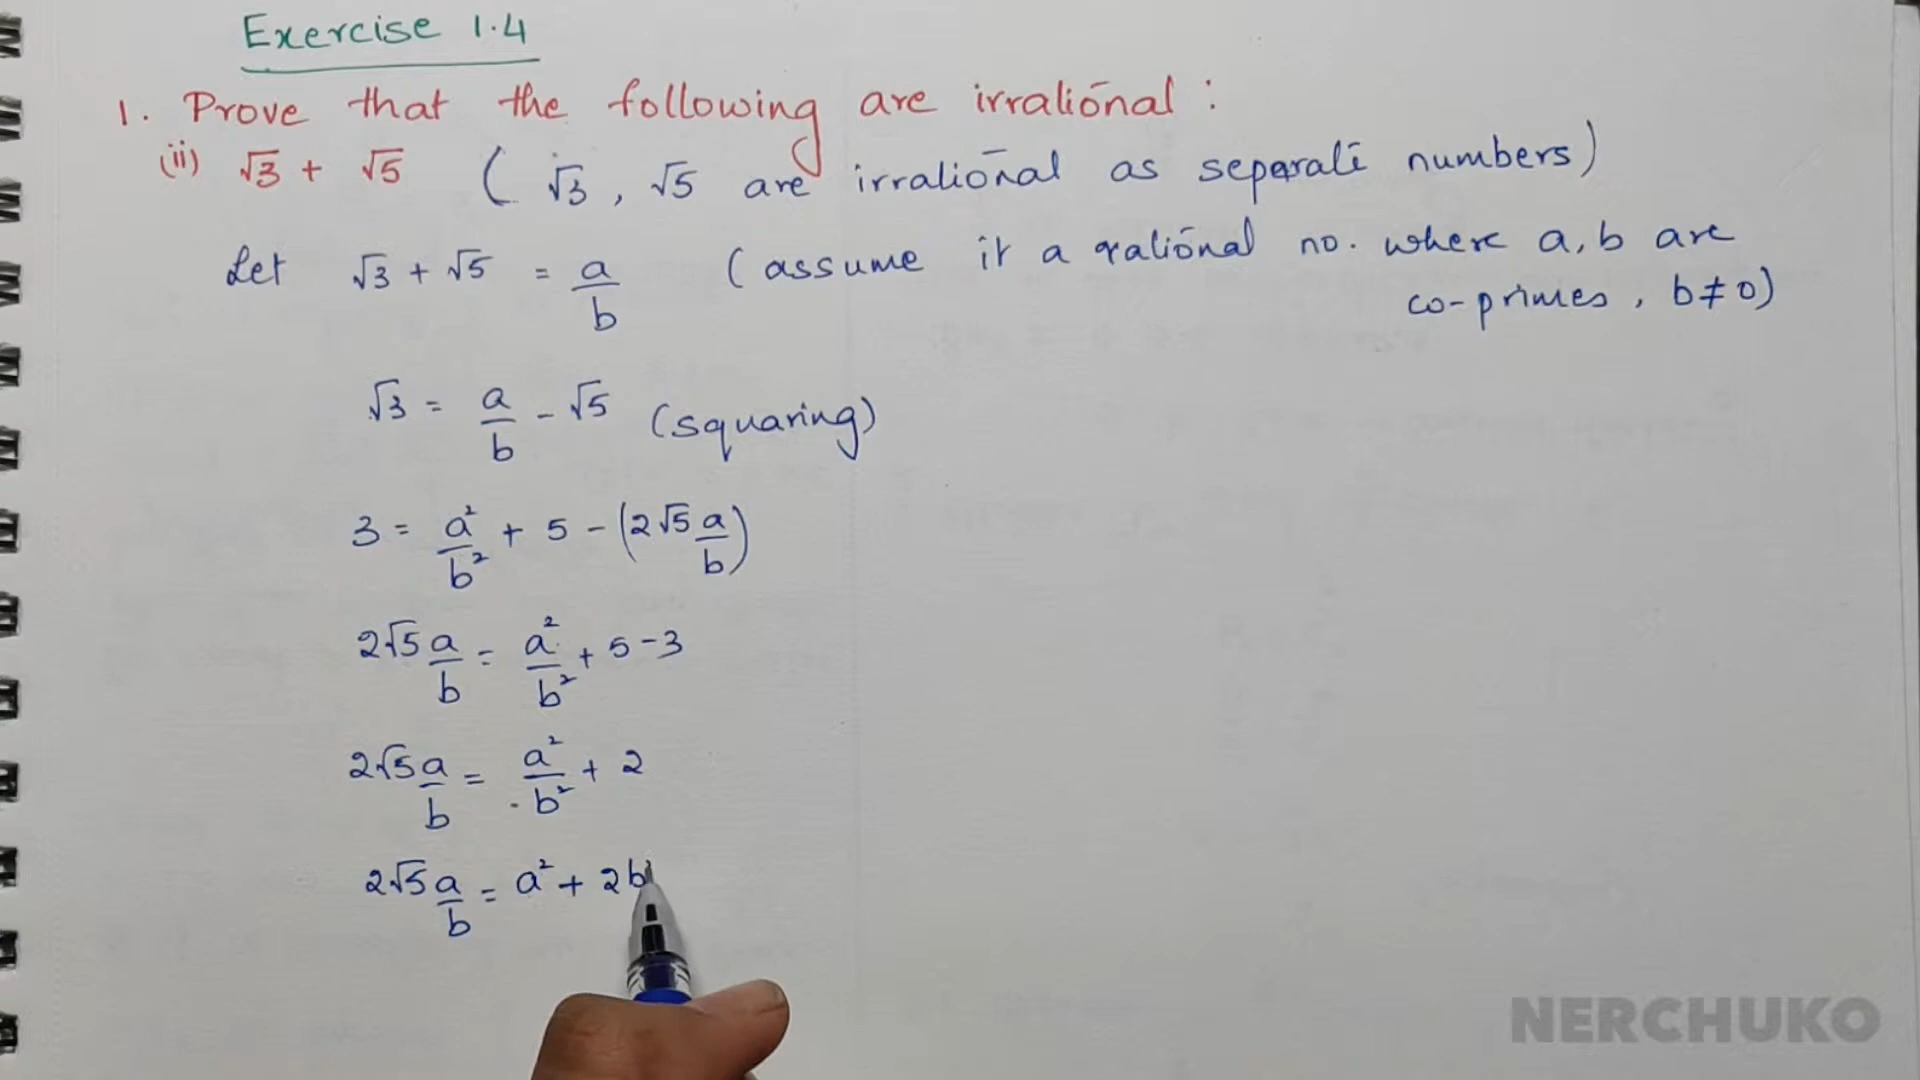 Exercise 1.4
1. Prove that the following are irrational :
(ii) √3 + √5 ( √3 , √5 are irrational as separate numbers)
Let √3 + √5 = a/b (assume it a rational no. where a, b are
co-primes , b≠0)
√3 = a/b - √5 (squaring)
3 = a²/b² + 5 - (2√5 a/b)
2√5 a/b = a²/b² + 5 - 3
2√5 a/b = a²/b² + 2
2√5 a/b = a² + 2b
NERCHUKO